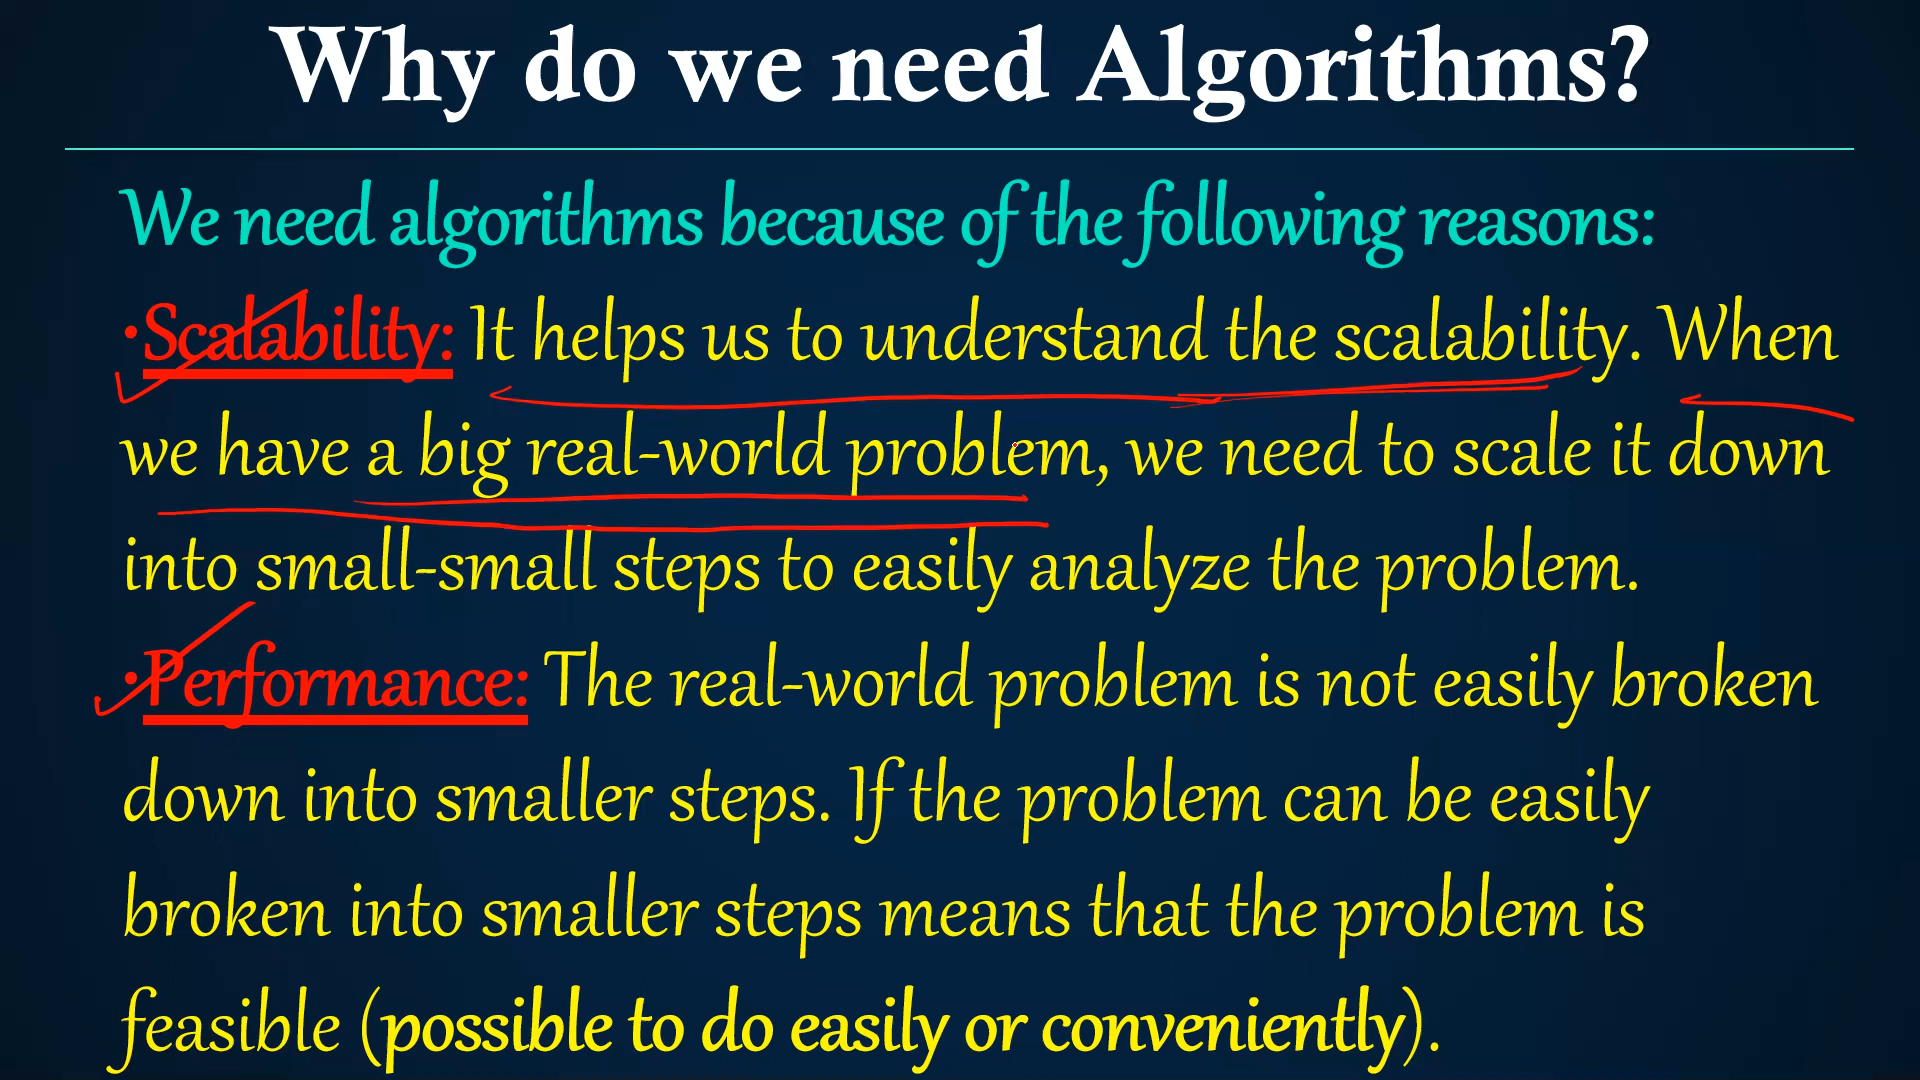 Why do we need Algorithms?
We need algorithms because of the following reasons:
•Scalability: It helps us to understand the scalability. When
we have a big real-world problem, we need to scale it down
into small-small steps to easily analyze the problem.
•Performance: The real-world problem is not easily broken
down into smaller steps. If the problem can be easily
broken into smaller steps means that the problem is
feasible (possible to do easily or conveniently).